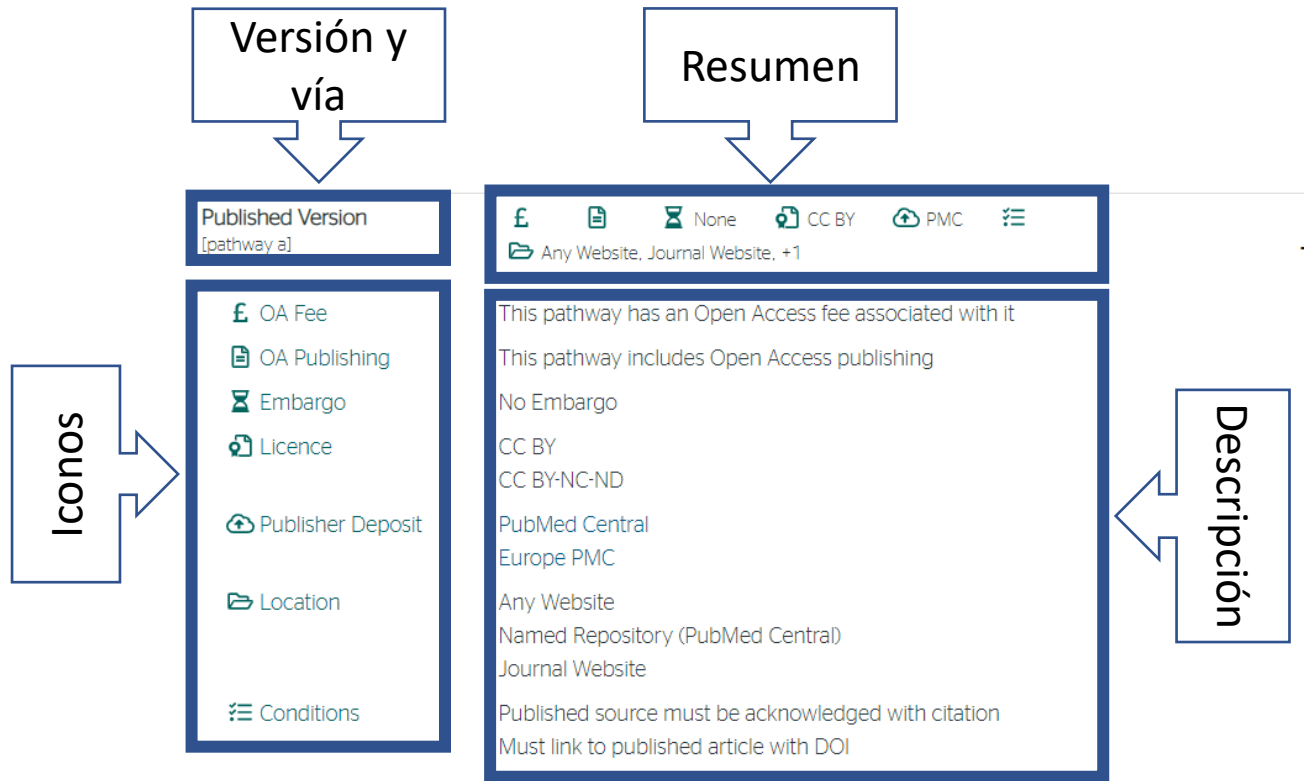 Versión y
vía
Resumen
Published Version
[pathway a]
£ None CC BY PMC
Any Website, Journal Website, +1
Iconos
£ OA Fee
This pathway has an Open Access fee associated with it
OA Publishing
This pathway includes Open Access publishing
Embargo
No Embargo
Licence
CC BY
CC BY-NC-ND
Publisher Deposit
PubMed Central
Europe PMC
Location
Any Website
Named Repository (PubMed Central)
Journal Website
Conditions
Published source must be acknowledged with citation
Must link to published article with DOI
Descripción